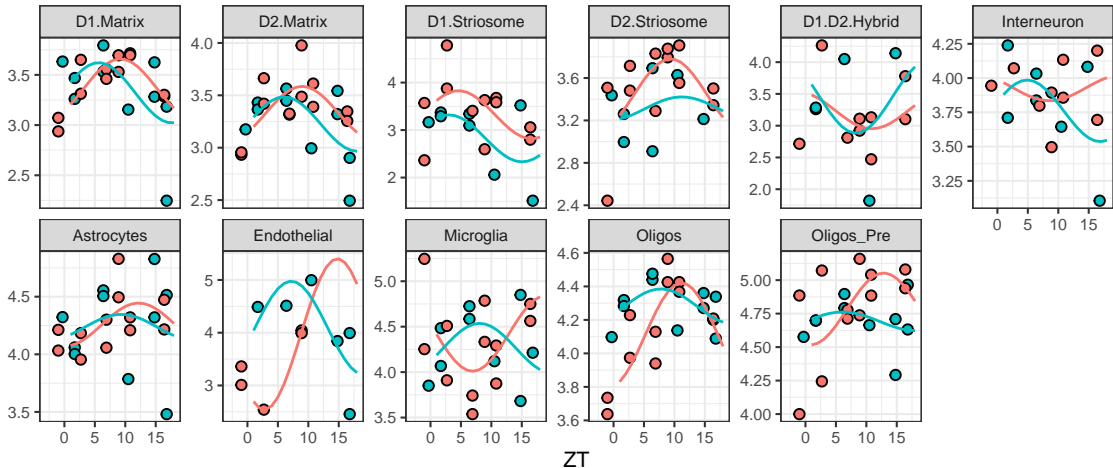 D1.Matrix D2.Matrix D1.Striosome D2.Striosome D1.D2.Hybrid Interneuron
3.5 3.0 2.5
4.0 3.5 3.0 2.5
4 3 2
3.6 3.2 2.8 2.4
4.0 3.5 3.0 2.5 2.0
4.25 4.00 3.75 3.50 3.25
0 5 10 15
Astrocytes Endothelial Microglia Oligos Oligos_Pre
4.5 4.0 3.5
5 4 3
5.0 4.5 4.0 3.5
4.6 4.4 4.2 4.0 3.8 3.6
5.00 4.75 4.50 4.25 4.00
0 5 10 15 0 5 10 15 0 5 10 15 0 5 10 15 0 5 10 15
ZT